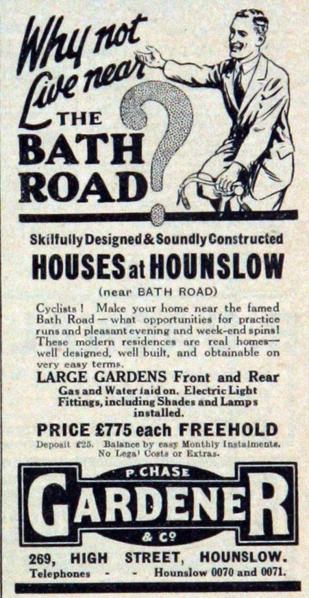 Why not
Live near
THE
BATH
ROAD?
Skilfully Designed & Soundly Constructed
HOUSES at HOUNSLOW
(near BATH ROAD)
Cyclists! Make your home near the famed
Bath Road—what opportunities for practice
runs and pleasant evening and week-end spins!
These modern residences are real homes—
well designed, well built, and obtainable on
very easy terms.
LARGE GARDENS Front and Rear
Gas and Water laid on. Electric Light
Fittings, including Shades and Lamps
installed.
PRICE £775 each FREEHOLD
Deposit £25. Balance by easy Monthly Instalments.
No Legal Costs or Extras.
P. CHASE
GARDENER
& Co
269, HIGH STREET, HOUNSLOW.
Telephones - - Hounslow 0070 and 0071.